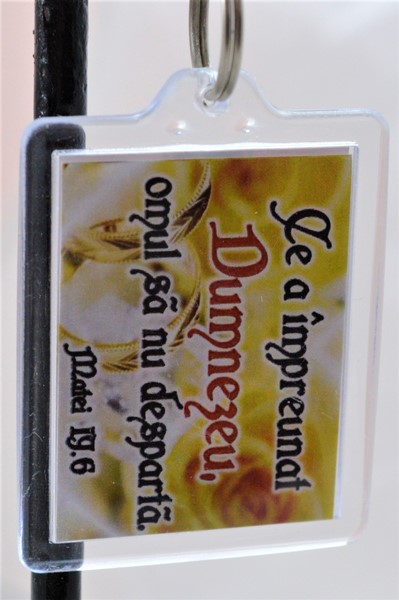 Ce a împreunat
Dumnezeu,
omul să nu despartă.
Matei 19.6